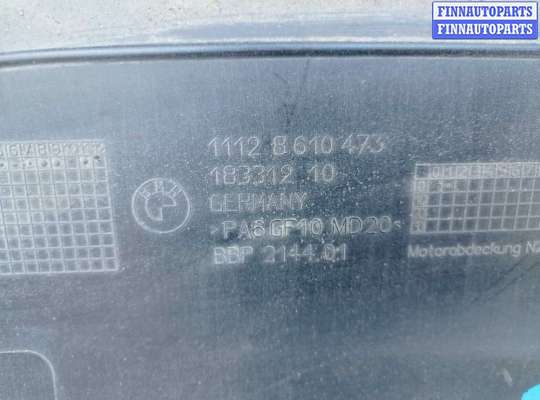 FINNAUTOPARTS
FINNAUTOPARTS
1112 8 610 473
183312 10
GERMANY
>PA6 GF10 MD20<
BBP 2144.01
Motorabdeckung